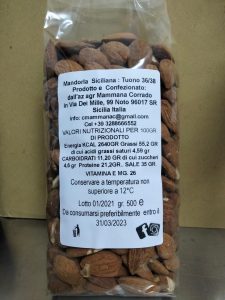 Mandorla Siciliana : Tuono 36/38
Prodotto e Confezionato:
dall'az agr Mammana Corrado
in Via Dei Mille, 99 Noto 96017 SR
Sicilia Italia
info: cmammanac@gmail.com
Cel +39 3288666552
VALORI NUTRIZIONALI PER 100GR
DI PRODOTTO
Energia KCAL 2640GR Grassi 55,2 GR
di cui acidi grassi saturi 4,59 gr
CARBOIDRATI 11,20 GR di cui zuccheri
4,6 gr Proteine 21,2GR.. SALE 35 GR
VITAMINA E MG. 26
Conservare a temperatura non
superiore a 12°C
Lotto 01/2021 gr. 500 e
Da consumarsi preferibilmente entro il
31/03/2023